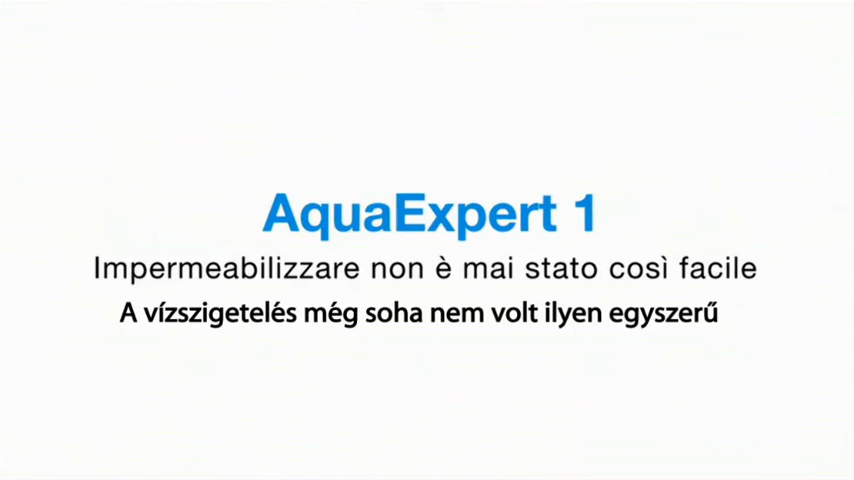 AquaExpert 1
Impermeabilizzare non è mai stato così facile
A vízszigetelés még soha nem volt ilyen egyszerű